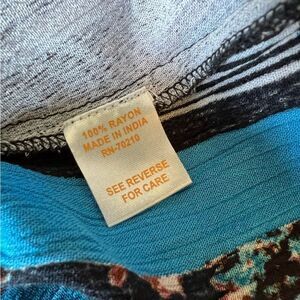 100% RAYON
MADE IN INDIA
RN-70210
SEE REVERSE
FOR CARE